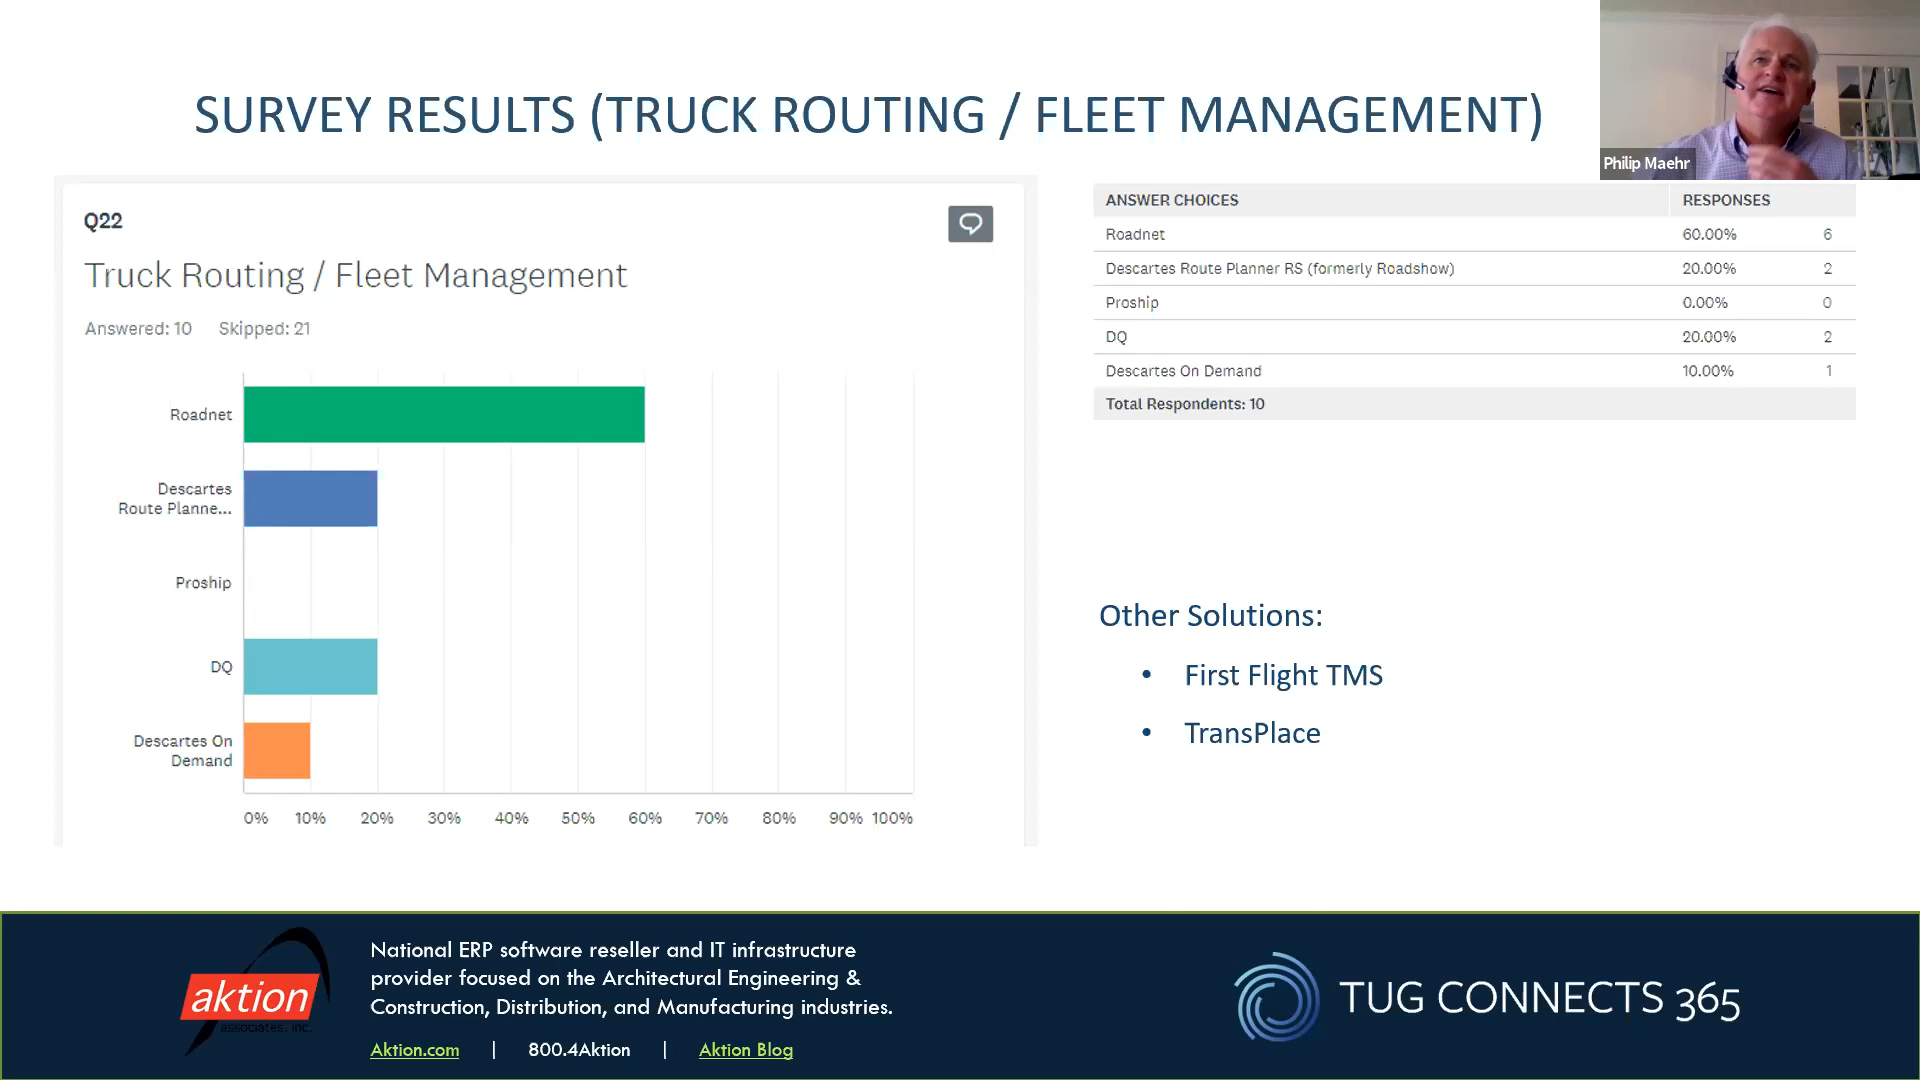 SURVEY RESULTS (TRUCK ROUTING / FLEET MANAGEMENT)
Philip Maehr
Q22
Truck Routing / Fleet Management
Answered: 10 Skipped: 21
Roadnet
Descartes
Route Planne...
Proship
DQ
Descartes On
Demand
0% 10% 20% 30% 40% 50% 60% 70% 80% 90% 100%
ANSWER CHOICES RESPONSES
Roadnet 60.00% 6
Descartes Route Planner RS (formerly Roadshow) 20.00% 2
Proship 0.00% 0
DQ 20.00% 2
Descartes On Demand 10.00% 1
Total Respondents: 10
Other Solutions:
• First Flight TMS
• TransPlace
aktion
associates, inc.
National ERP software reseller and IT infrastructure
provider focused on the Architectural Engineering &
Construction, Distribution, and Manufacturing industries.
Aktion.com | 800.4Aktion | Aktion Blog
TUG CONNECTS 365